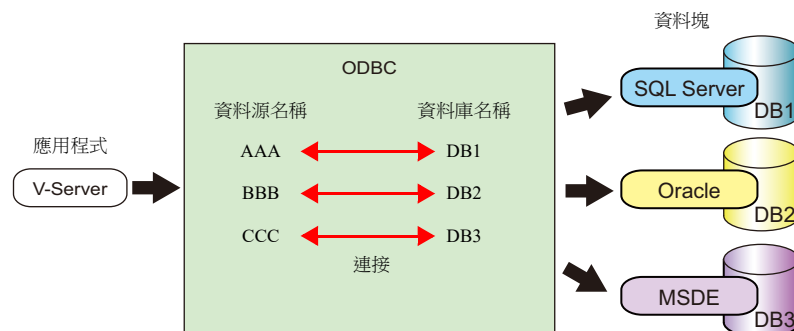 資料塊
ODBC
SQL Server
DB1
資料源名稱 資料庫名稱
應用程式
AAA DB1
V-Server
BBB DB2
Oracle
DB2
CCC DB3
連接
MSDE
DB3